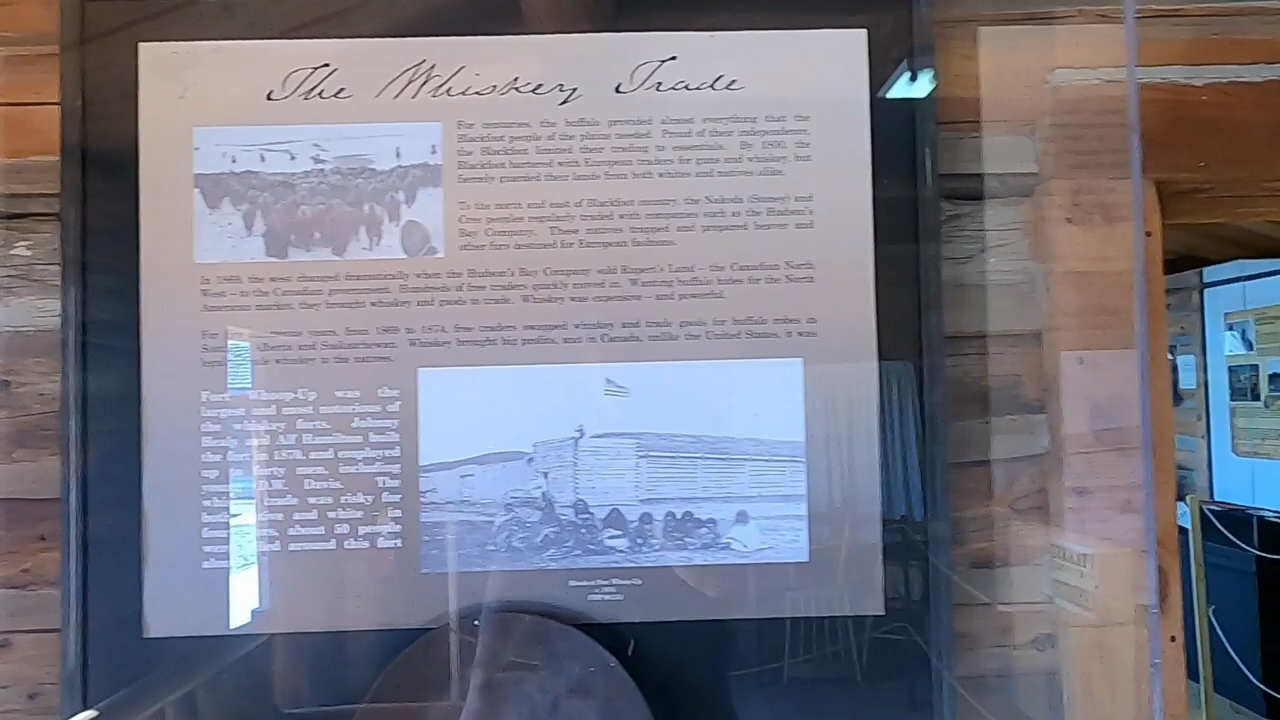 The Whiskey Trade
For centuries, the buffalo provided almost everything that the
Blackfoot people of the plains needed. Proud of their independence,
the Blackfoot limited their trading to essentials. By 1800, the
Blackfoot bartered with European traders for guns and whiskey, but
fiercely guarded their lands from both whites and natives alike.
To the north and east of Blackfoot country, the Nakoda (Stoney) and
Cree peoples regularly traded with companies such as the Hudson's
Bay Company. These natives trapped and prepared beaver and
other furs destined for European fashions.
In 1869, the west changed dramatically when the Hudson's Bay Company sold Rupert's Land – the Canadian North
West – to the Canadian government. Hundreds of free traders quickly moved in. Wanting buffalo hides for the North
American market, they brought whiskey and goods to trade. Whiskey was expensive – and powerful.
For years, from 1869 to 1874, free traders swapped whiskey and trade goods for buffalo robes in
and Saskatchewan. Whiskey brought big profits, and in Canada, unlike the United States, it was
whiskey to the natives.
Fort Whoop-Up was the
largest and most notorious of
the whiskey forts. Johnny
Healy Alf Hamilton built
the fort in 1870, and employed
up men, including
D.W. Davis. The
trade was risky for
and white – in
about 50 people
around this fort